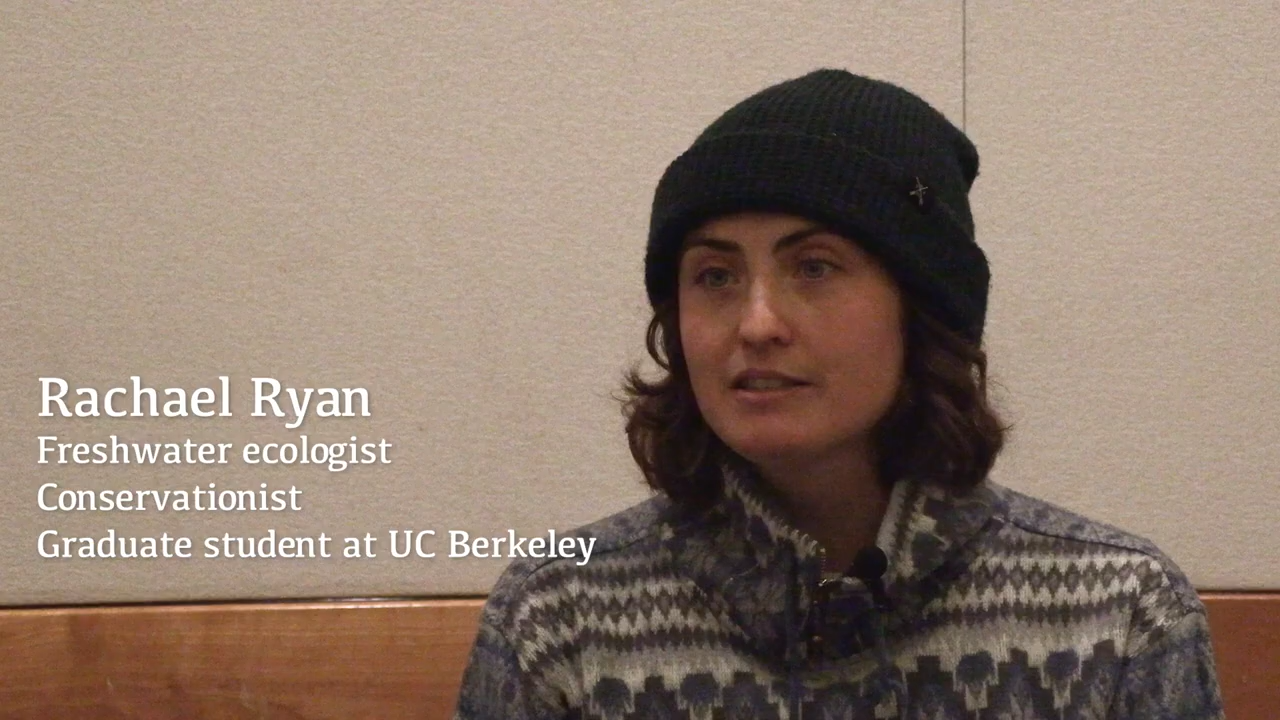 Rachael Ryan
Freshwater ecologist
Conservationist
Graduate student at UC Berkeley